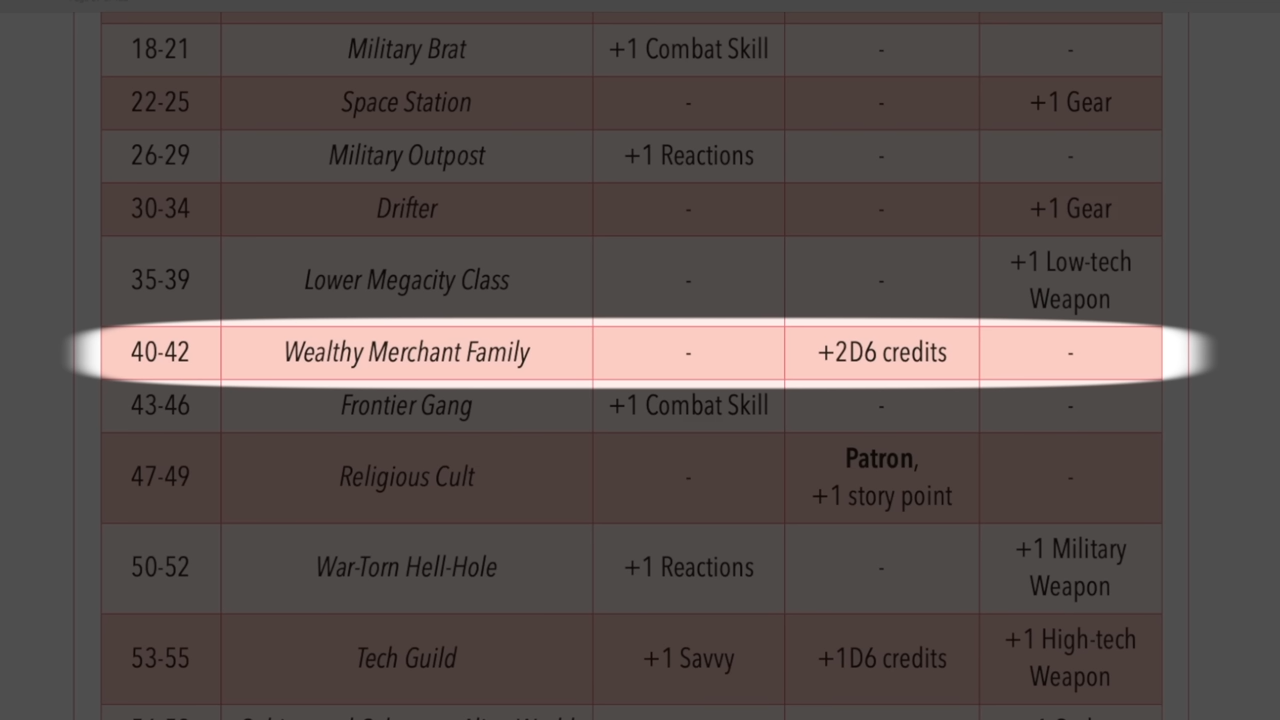 18-21 Military Brat +1 Combat Skill - -
22-25 Space Station - - +1 Gear
26-29 Military Outpost +1 Reactions - -
30-34 Drifter - - +1 Gear
35-39 Lower Megacity Class - - +1 Low-tech
Weapon
40-42 Wealthy Merchant Family - +2D6 credits -
43-46 Frontier Gang +1 Combat Skill - -
47-49 Religious Cult - Patron, -
+1 story point
50-52 War-Torn Hell-Hole +1 Reactions - +1 Military
Weapon
53-55 Tech Guild +1 Savvy +1D6 credits +1 High-tech
Weapon